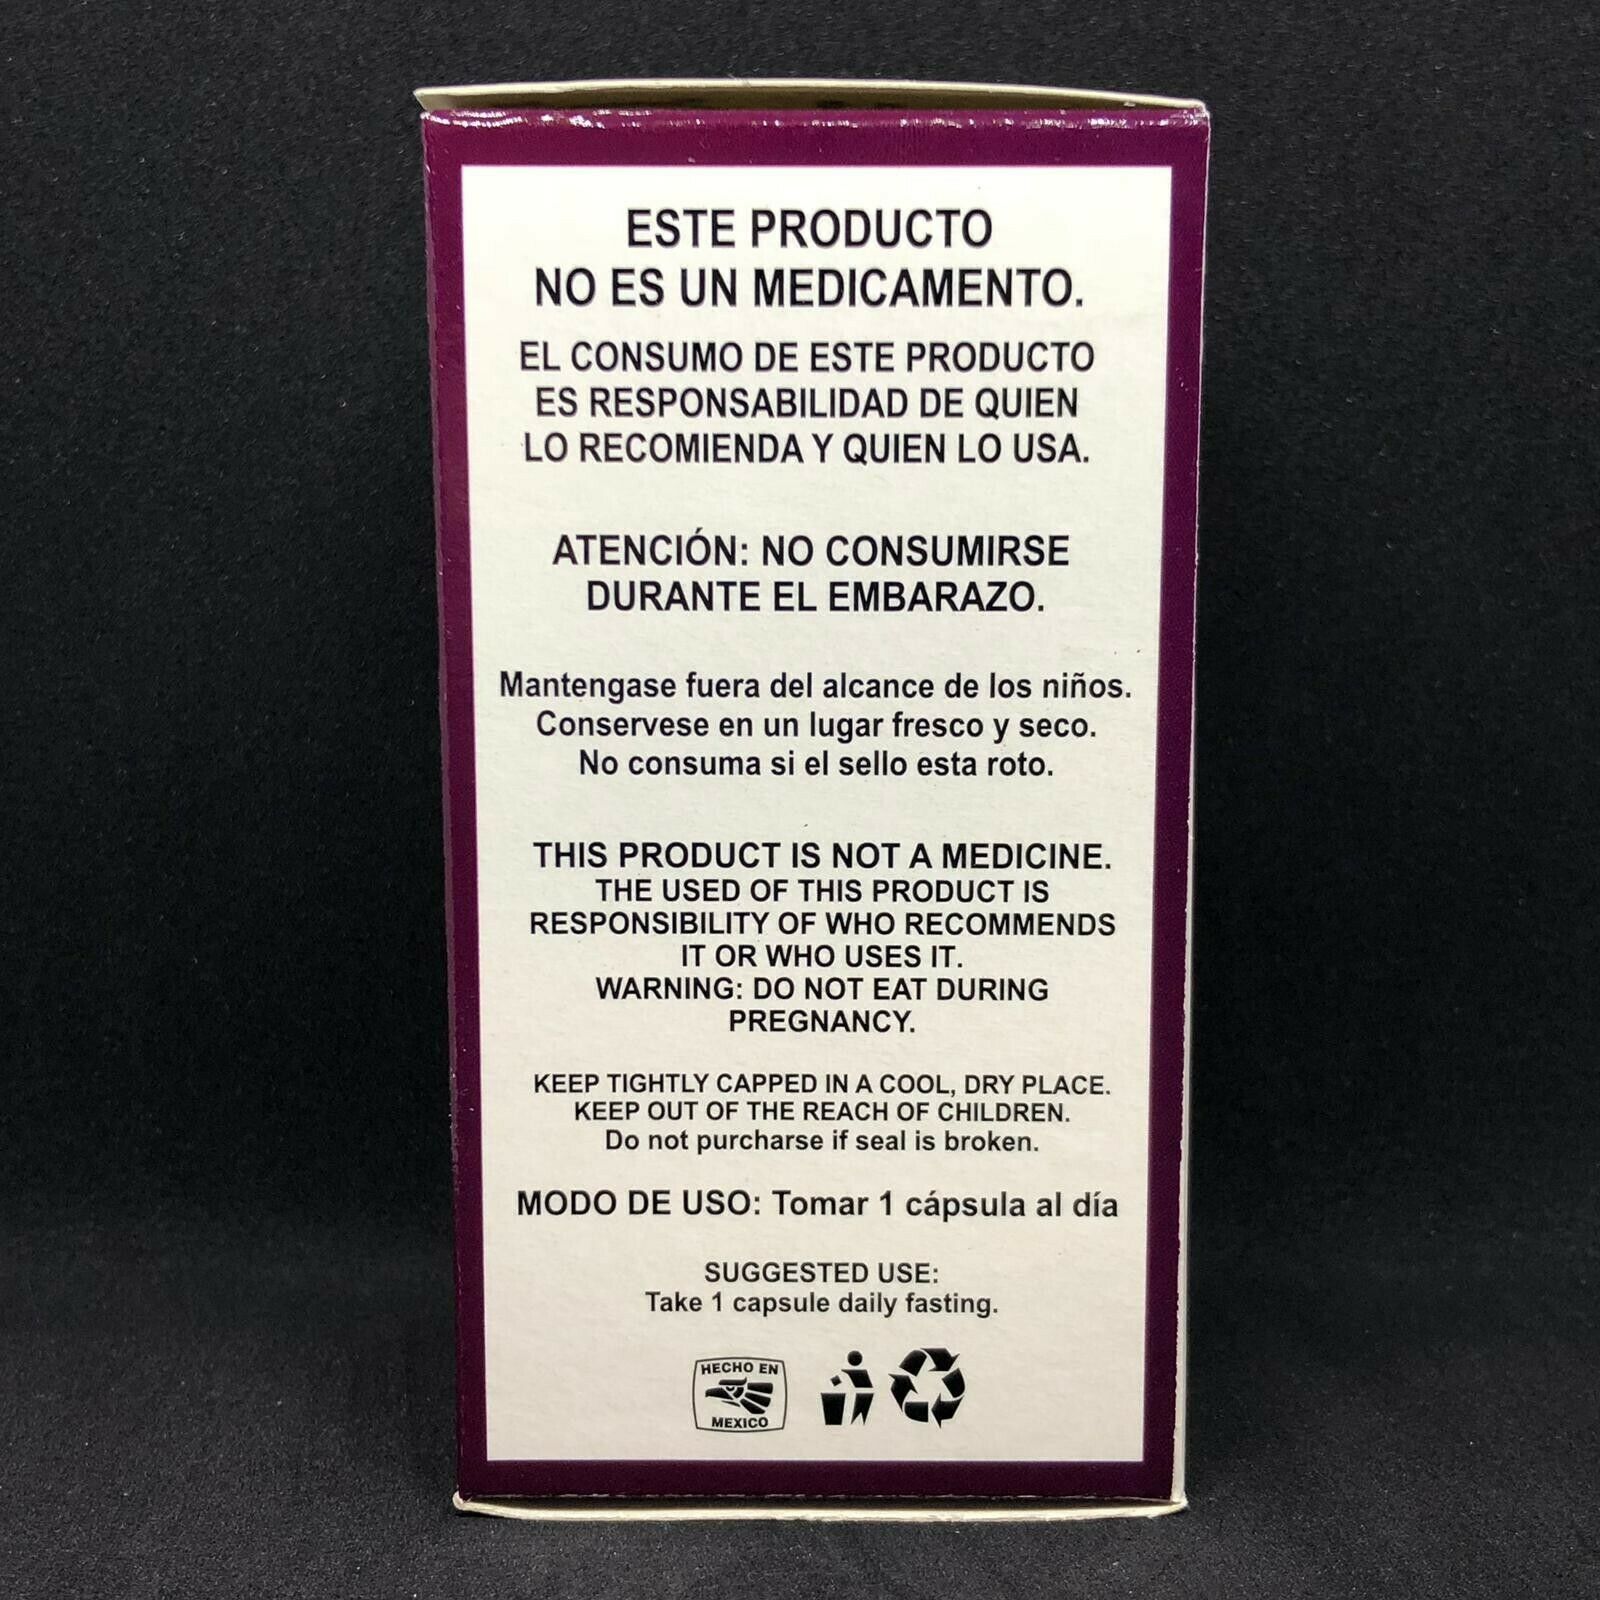 ESTE PRODUCTO
NO ES UN MEDICAMENTO.
EL CONSUMO DE ESTE PRODUCTO
ES RESPONSABILIDAD DE QUIEN
LO RECOMIENDA Y QUIEN LO USA.
ATENCIÓN: NO CONSUMIRSE
DURANTE EL EMBARAZO.
Mantengase fuera del alcance de los niños.
Conservese en un lugar fresco y seco.
No consuma si el sello esta roto.
THIS PRODUCT IS NOT A MEDICINE.
THE USED OF THIS PRODUCT IS
RESPONSIBILITY OF WHO RECOMMENDS
IT OR WHO USES IT.
WARNING: DO NOT EAT DURING
PREGNANCY.
KEEP TIGHTLY CAPPED IN A COOL, DRY PLACE.
KEEP OUT OF THE REACH OF CHILDREN.
Do not purcharse if seal is broken.
MODO DE USO: Tomar 1 cápsula al día
SUGGESTED USE:
Take 1 capsule daily fasting.
HECHO EN
MEXICO